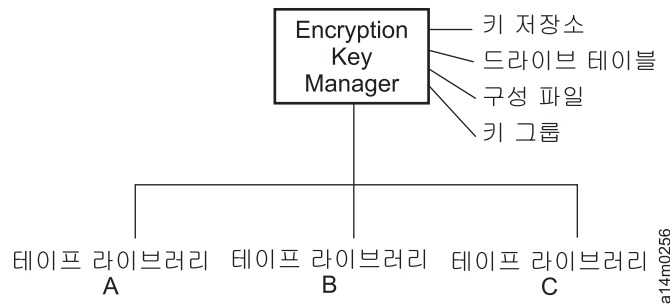 Encryption
Key
Manager
키 저장소
드라이브 테이블
구성 파일
키 그룹
테이프 라이브러리
A
테이프 라이브러리
B
테이프 라이브러리
C
a14m0256